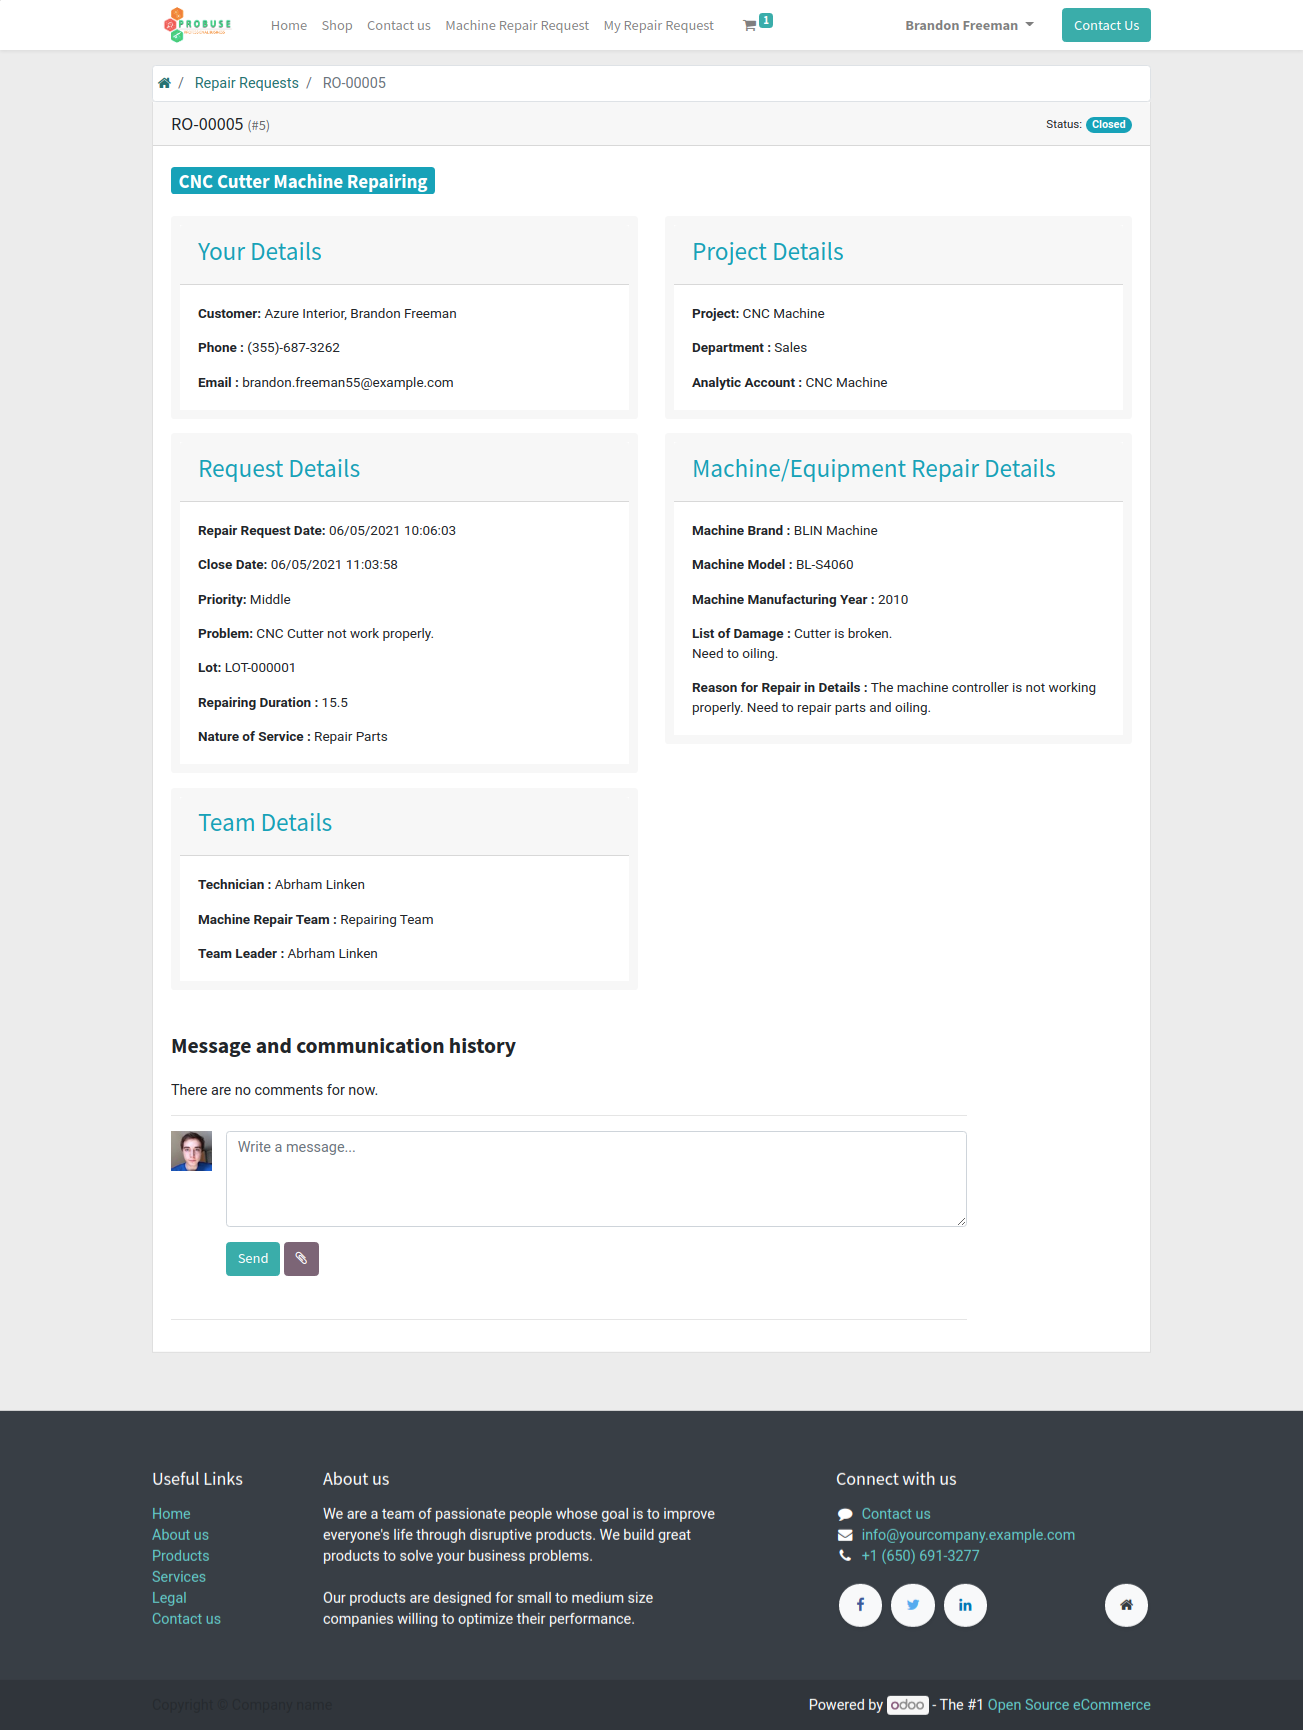 PROBUSE
Home Shop Contact us Machine Repair Request My Repair Request 1 Brandon Freeman Contact Us
/ Repair Requests / RO-00005
RO-00005 (#5) Status: Closed
CNC Cutter Machine Repairing
Your Details
Customer: Azure Interior, Brandon Freeman
Phone : (355)-687-3262
Email : brandon.freeman55@example.com
Project Details
Project: CNC Machine
Department : Sales
Analytic Account : CNC Machine
Request Details
Repair Request Date: 06/05/2021 10:06:03
Close Date: 06/05/2021 11:03:58
Priority: Middle
Problem: CNC Cutter not work properly.
Lot: LOT-000001
Repairing Duration : 15.5
Nature of Service : Repair Parts
Machine/Equipment Repair Details
Machine Brand : BLIN Machine
Machine Model : BL-S4060
Machine Manufacturing Year : 2010
List of Damage : Cutter is broken.
Need to oiling.
Reason for Repair in Details : The machine controller is not working
properly. Need to repair parts and oiling.
Team Details
Technician : Abrham Linken
Machine Repair Team : Repairing Team
Team Leader : Abrham Linken
Message and communication history
There are no comments for now.
Write a message...
Send
Useful Links
Home
About us
Products
Services
Legal
Contact us
About us
We are a team of passionate people whose goal is to improve
everyone's life through disruptive products. We build great
products to solve your business problems.
Our products are designed for small to medium size
companies willing to optimize their performance.
Connect with us
Contact us
info@yourcompany.example.com
+1 (650) 691-3277
Copyright © Company name
Powered by odoo - The #1 Open Source eCommerce